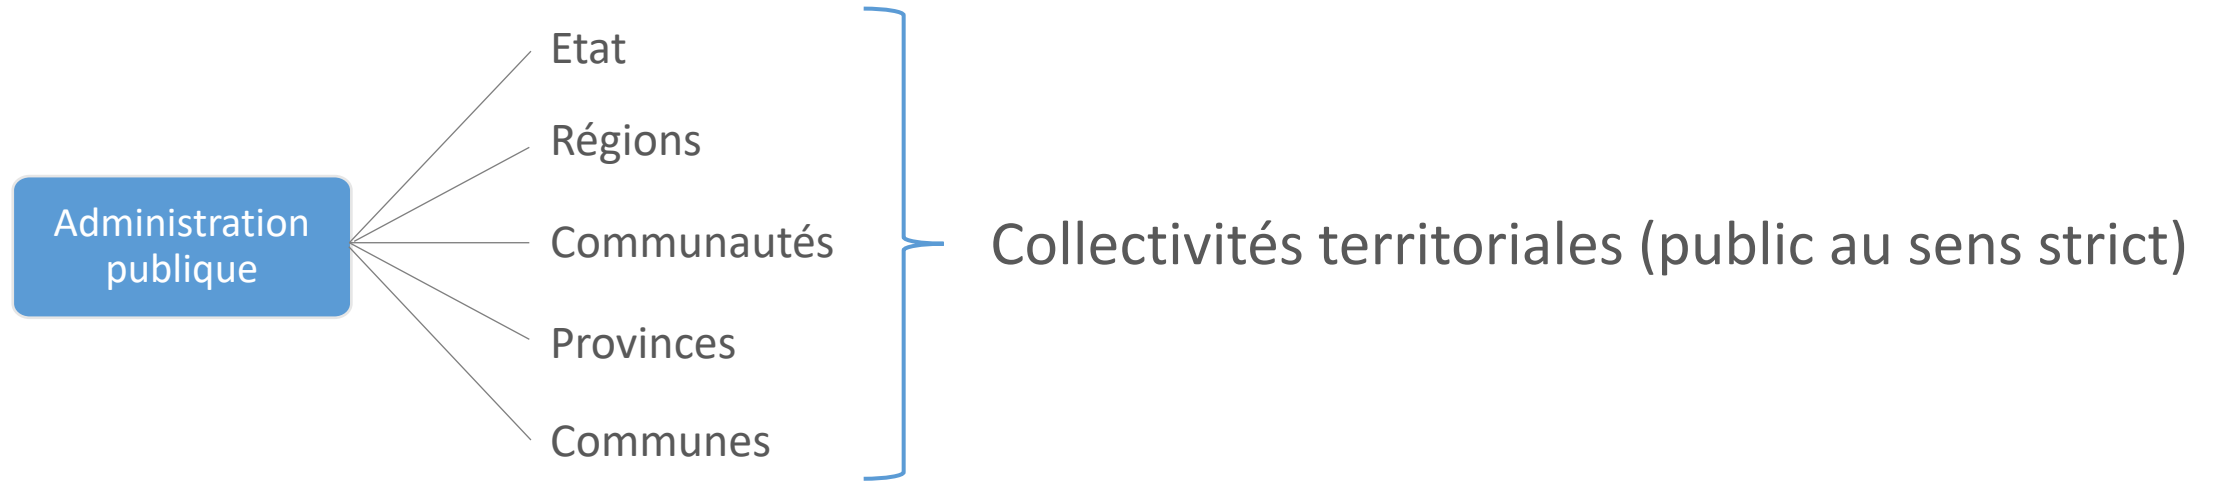 Etat
Régions
Administration
publique
Communautés
Provinces
Communes
Collectivités territoriales (public au sens strict)